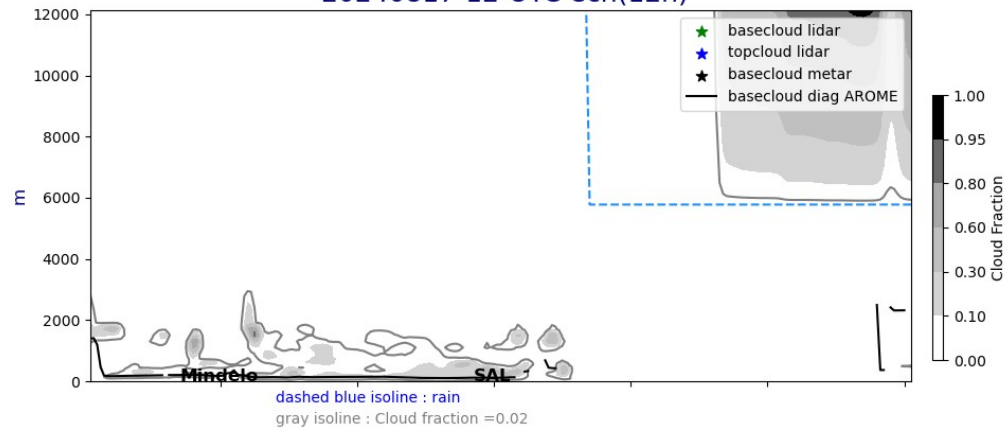 basecloud lidar
topcloud lidar
basecloud metar
basecloud diag AROME
12000
10000
8000
6000
4000
2000
0
m
Mindelo
SAL
1.00
0.95
0.80
0.60
0.30
0.10
0.00
Cloud Fraction
dashed blue isoline : rain
gray isoline : Cloud fraction =0.02